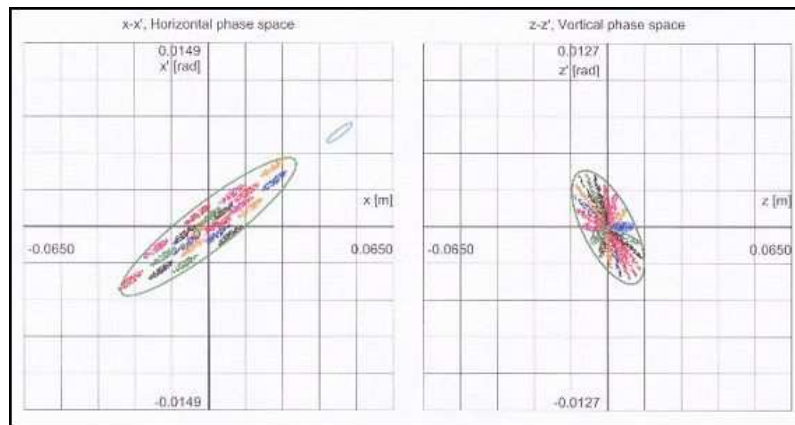 x-x', Horizontal phase space
0.0149
x' [rad]
x [m]
-0.0650
0.0650
-0.0149
z-z', Vortical phase space
0.0127
z' [rad]
z [m]
-0.0650
0.0650
-0.0127